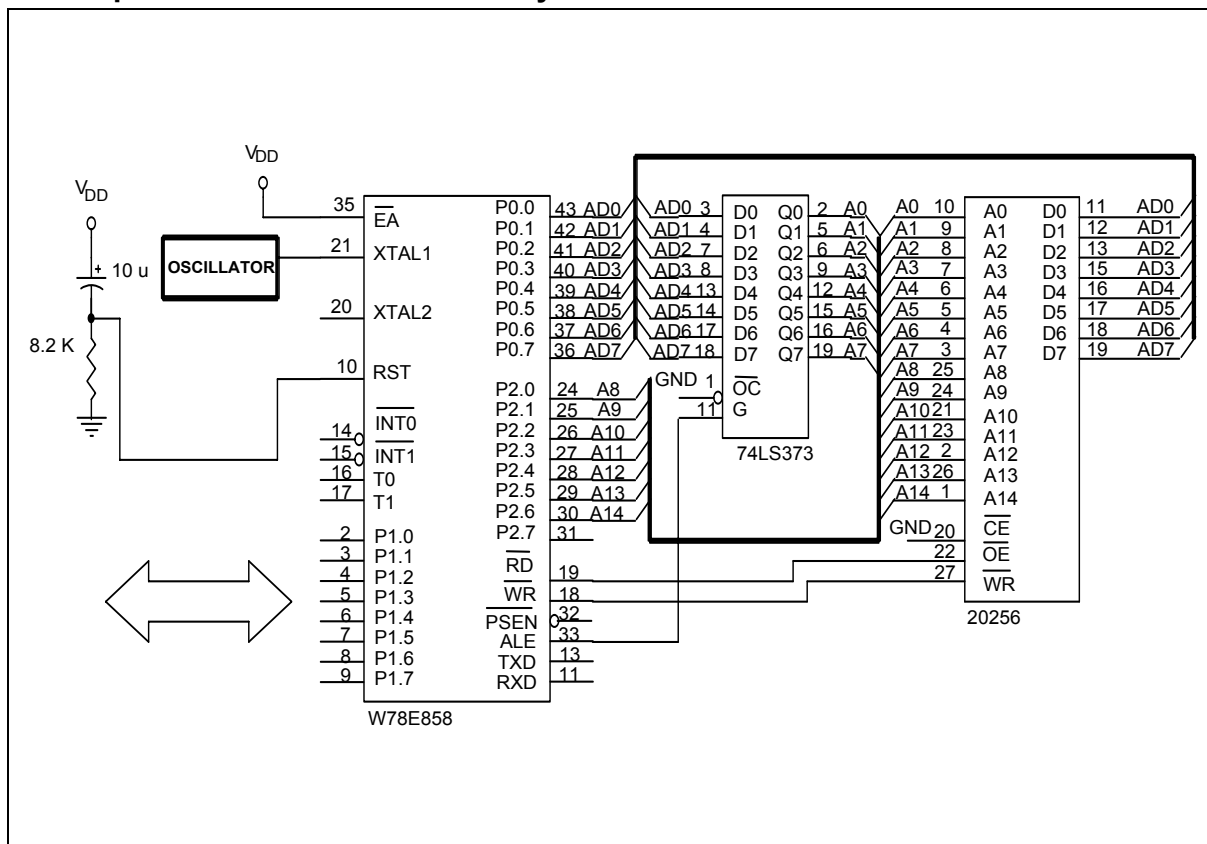 V DD
V DD
10 u
8.2 K
OSCILLATOR
35 EA
21 XTAL1
20 XTAL2
10 RST
14 INT0
15 INT1
16 T0
17 T1
2 P1.0
3 P1.1
4 P1.2
5 P1.3
6 P1.4
7 P1.5
8 P1.6
9 P1.7
P0.0 43 AD0
P0.1 42 AD1
P0.2 41 AD2
P0.3 40 AD3
P0.4 39 AD4
P0.5 38 AD5
P0.6 37 AD6
P0.7 36 AD7
P2.0 24 A8
P2.1 25 A9
P2.2 26 A10
P2.3 27 A11
P2.4 28 A12
P2.5 29 A13
P2.6 30 A14
P2.7 31
RD 19
WR 18
PSEN 32
ALE 33
TXD 13
RXD 11
W78E858
AD0 3 D0 Q0 2 A0
AD1 4 D1 Q1 5 A1
AD2 7 D2 Q2 6 A2
AD3 8 D3 Q3 9 A3
AD4 13 D4 Q4 12 A4
AD5 14 D5 Q5 15 A5
AD6 17 D6 Q6 16 A6
AD7 18 D7 Q7 19 A7
GND 1 OC
11 G
74LS373
A0 10 A0 D0 11 AD0
A1 9 A1 D1 12 AD1
A2 8 A2 D2 13 AD2
A3 7 A3 D3 15 AD3
A4 6 A4 D4 16 AD4
A5 5 A5 D5 17 AD5
A6 4 A6 D6 18 AD6
A7 3 A7 D7 19 AD7
A8 25 A8
A9 24 A9
A10 21 A10
A11 23 A11
A12 2 A12
A13 26 A13
A14 1 A14
GND 20 CE
22 OE
27 WR
20256